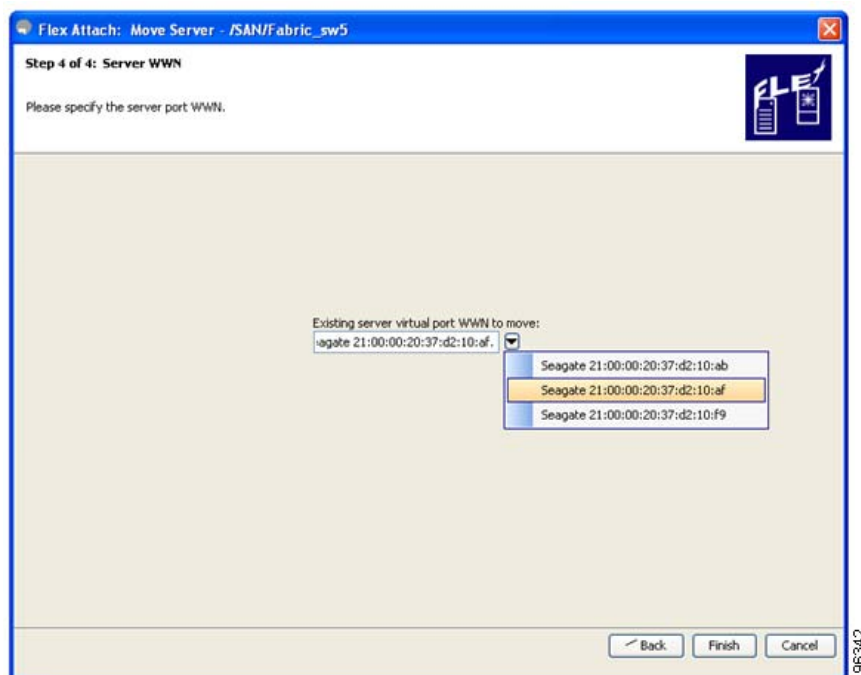 Flex Attach: Move Server - /SAN/Fabric_sw5
Step 4 of 4: Server WWN
Please specify the server port WWN.
FLEX
Existing server virtual port WWN to move:
agate 21:00:00:20:37:d2:10:af.
Seagate 21:00:00:20:37:d2:10:ab
Seagate 21:00:00:20:37:d2:10:af
Seagate 21:00:00:20:37:d2:10:f9
Back
Finish
Cancel
96342